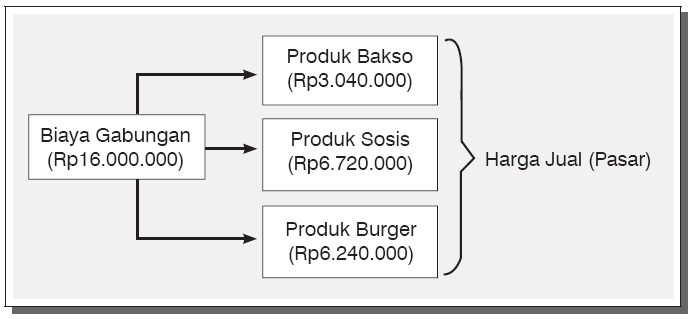 Biaya Gabungan
(Rp16.000.000)
Produk Bakso
(Rp3.040.000)
Produk Sosis
(Rp6.720.000)
Produk Burger
(Rp6.240.000)
Harga Jual (Pasar)